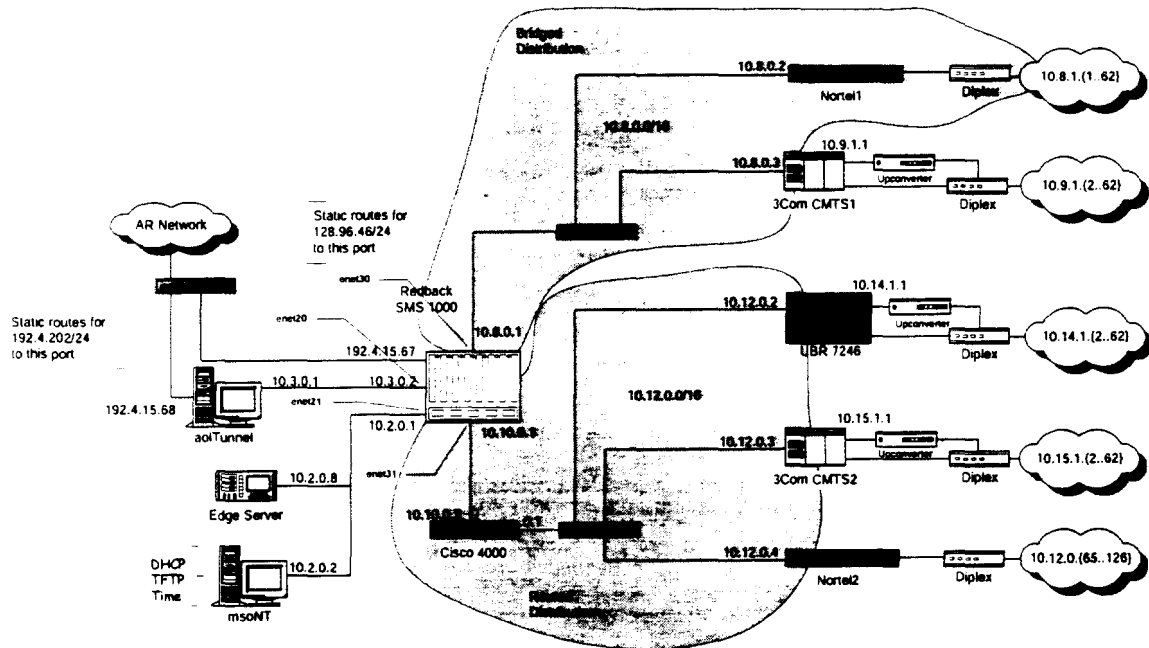 Bridged
Distribution
10.8.0.2
Nortel1
Diplex
10.8.1.{1..62}
10.8.0.0/16
10.9.1.1
10.8.0.3
Upconverter
3Com CMTS1
Diplex
10.9.1.{2..62}
AR Network
Static routes for
128.96.46/24
to this port
enet30
Redback
SMS 1000
10.8.0.1
Static routes for
192.4.202/24
to this port
enet20
192.4.15.67
10.3.0.1
10.3.0.2
192.4.15.68
enet21
aolTunnel
10.2.0.1
10.12.0.2
10.14.1.1
Upconverter
UBR 7246
Diplex
10.14.1.{2..62}
10.12.0.0/16
10.15.1.1
10.12.0.3
Upconverter
3Com CMTS2
Diplex
10.15.1.{2..62}
enet31
10.2.0.8
Edge Server
.0.1
Cisco 4000
10.12.0.4
Nortel2
Diplex
10.12.0.{65..126}
DHCP
TFTP
Time
10.2.0.2
msoNT
Distribution